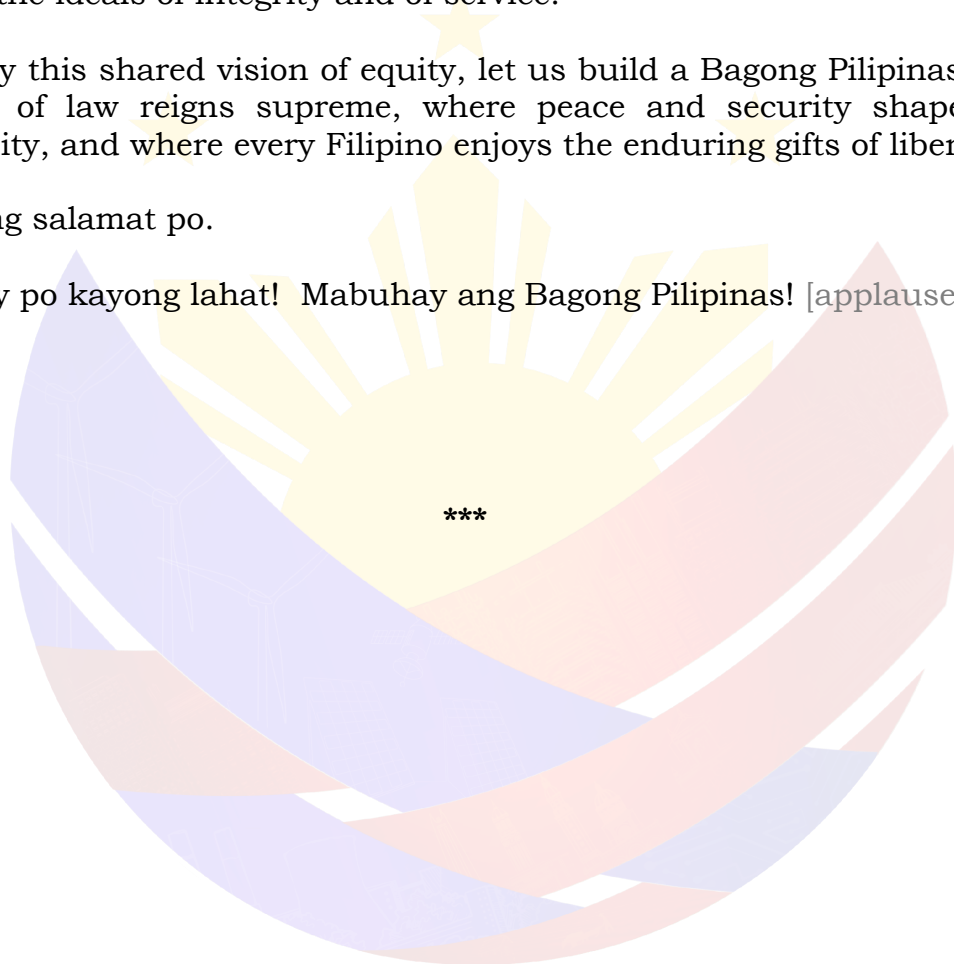 the ideals of integrity and of service.
y this shared vision of equity, let us build a Bagong Pilipinas
of law reigns supreme, where peace and security shape
ity, and where every Filipino enjoys the enduring gifts of liber
ng salamat po.
y po kayong lahat! Mabuhay ang Bagong Pilipinas! [applause
***